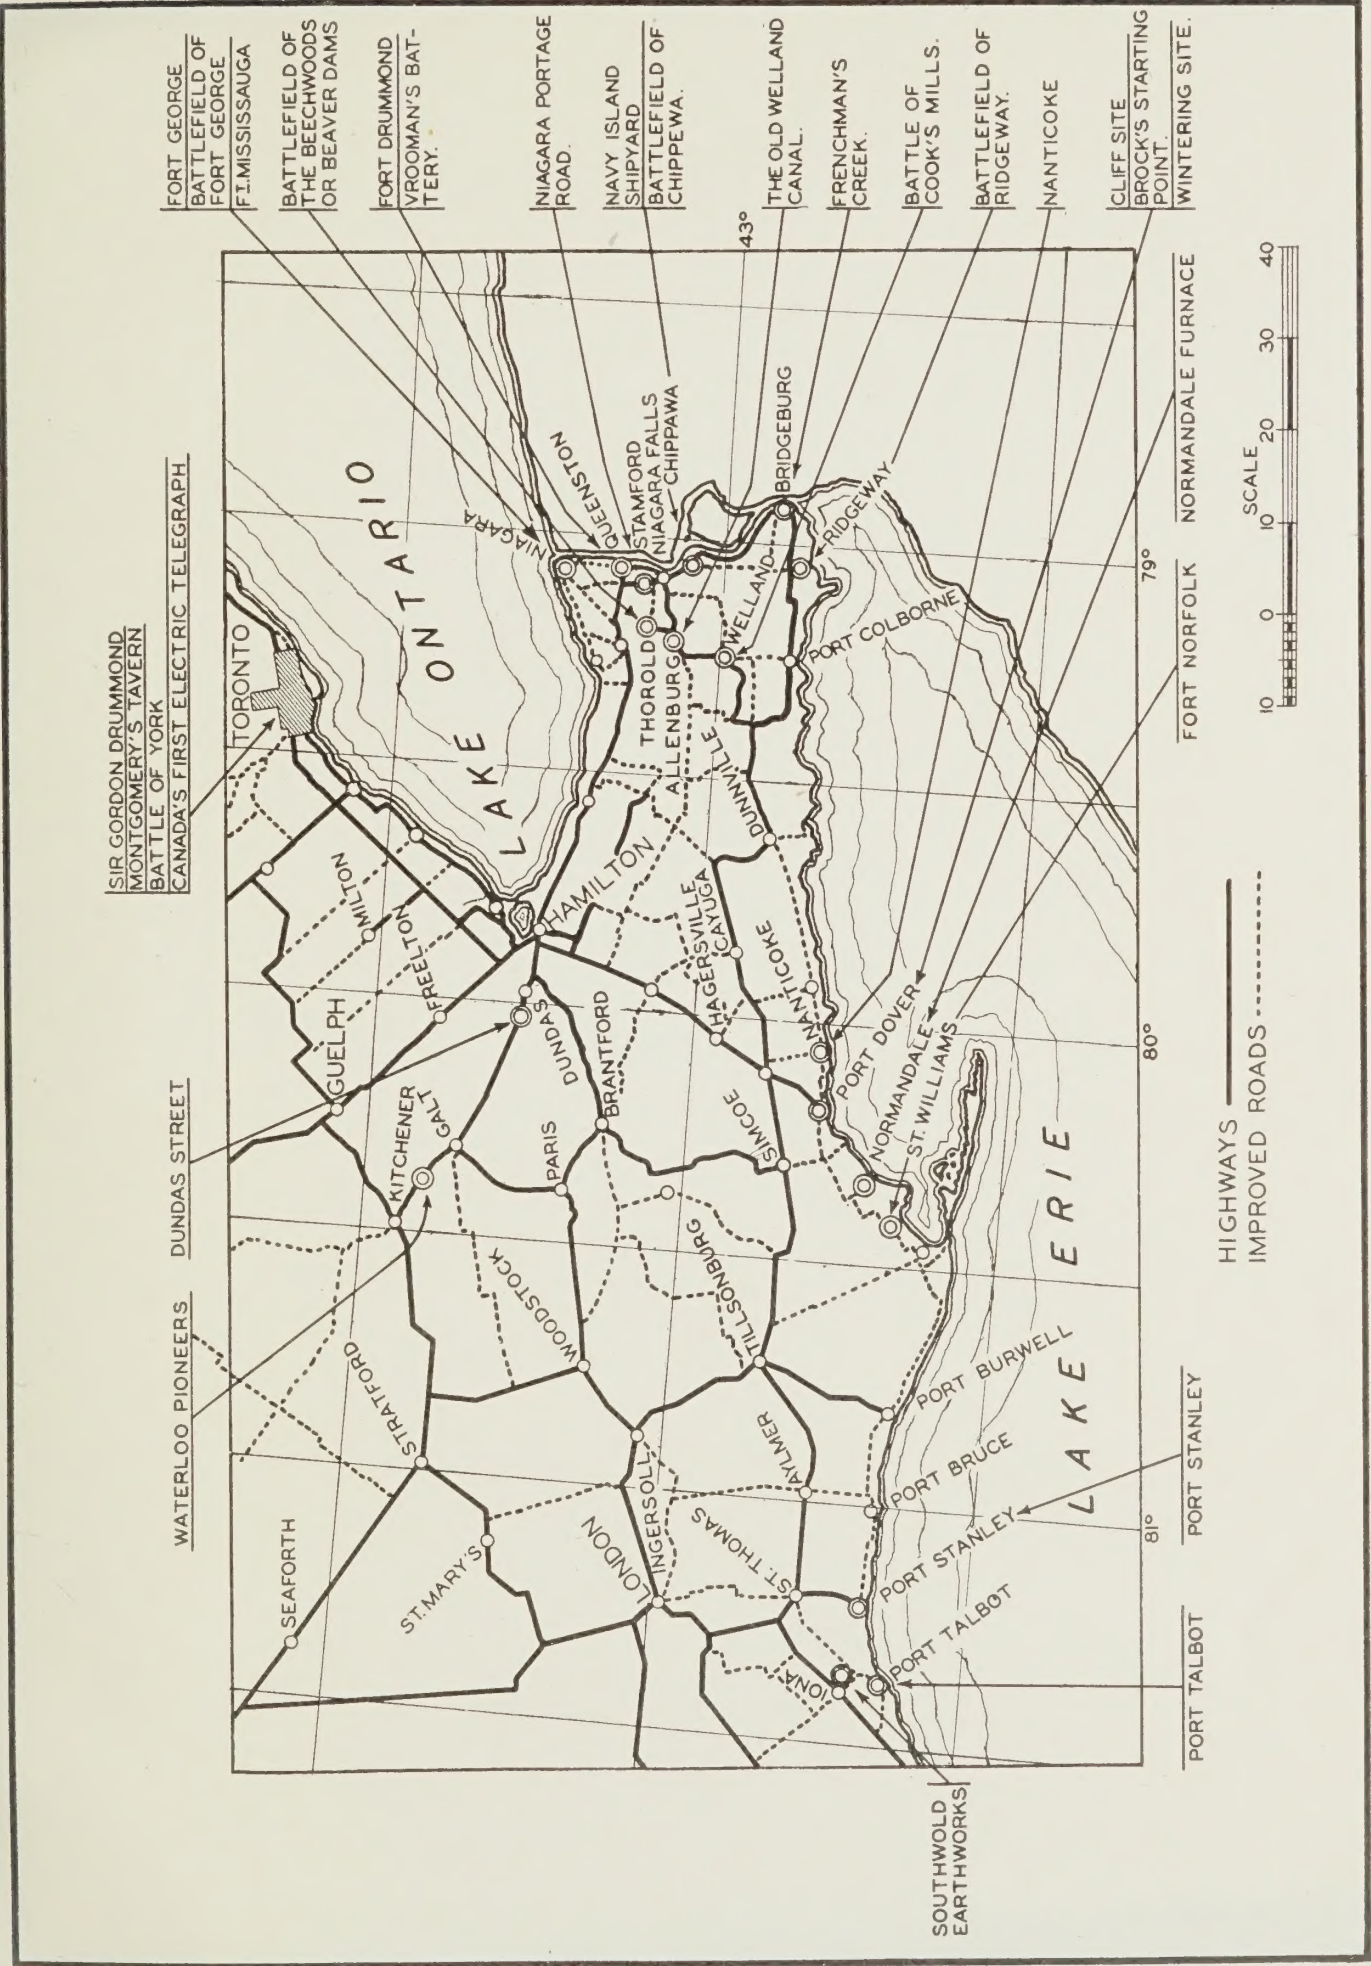 SIR GORDON DRUMMOND
MONTGOMERY'S TAVERN
BATTLE OF YORK
CANADA'S FIRST ELECTRIC TELEGRAPH
DUNDAS STREET
WATERLOO PIONEERS
FORT GEORGE
BATTLEFIELD OF
FORT GEORGE
FT. MISSISSAUGA
BATTLEFIELD OF
THE BEECHWOODS
OR BEAVER DAMS
FORT DRUMMOND
VROOMAN'S BAT-
TERY.
NIAGARA PORTAGE
ROAD.
NAVY ISLAND
SHIPYARD
BATTLEFIELD OF
CHIPPEWA.
THE OLD WELLAND
CANAL.
FRENCHMAN'S
CREEK.
BATTLE OF
COOK'S MILLS.
BATTLEFIELD OF
RIDGEWAY.
NANTICOKE
CLIFF SITE
BROCK'S STARTING
POINT.
WINTERING SITE.
SEAFORTH
STRATFORD
ST. MARY'S
KITCHENER
GUELPH
GALT
FREELTON
MILTON
TORONTO
LAKE ONTARIO
WOODSTOCK
PARIS
DUNDAS
HAMILTON
BRANTFORD
NIAGARA
QUEENSTON
STAMFORD
NIAGARA FALLS
CHIPPAWA
THOROLD
ALLENBURG
WELLAND
BRIDGEBURG
RIDGEWAY
PORT COLBORNE
DUNNVILLE
CAYUGA
HAGERSVILLE
NANTICOKE
SIMCOE
PORT DOVER
NORMANDALE
ST. WILLIAMS
TILLSONBURG
LONDON
INGERSOLL
ST. THOMAS
AYLMER
IONA
PORT BURWELL
PORT BRUCE
PORT STANLEY
PORT TALBOT
LAKE ERIE
43°
81°
80°
79°
SOUTHWOLD
EARTHWORKS
PORT TALBOT
PORT STANLEY
FORT NORFOLK
NORMANDALE FURNACE
HIGHWAYS
IMPROVED ROADS
SCALE
10 0 10 20 30 40